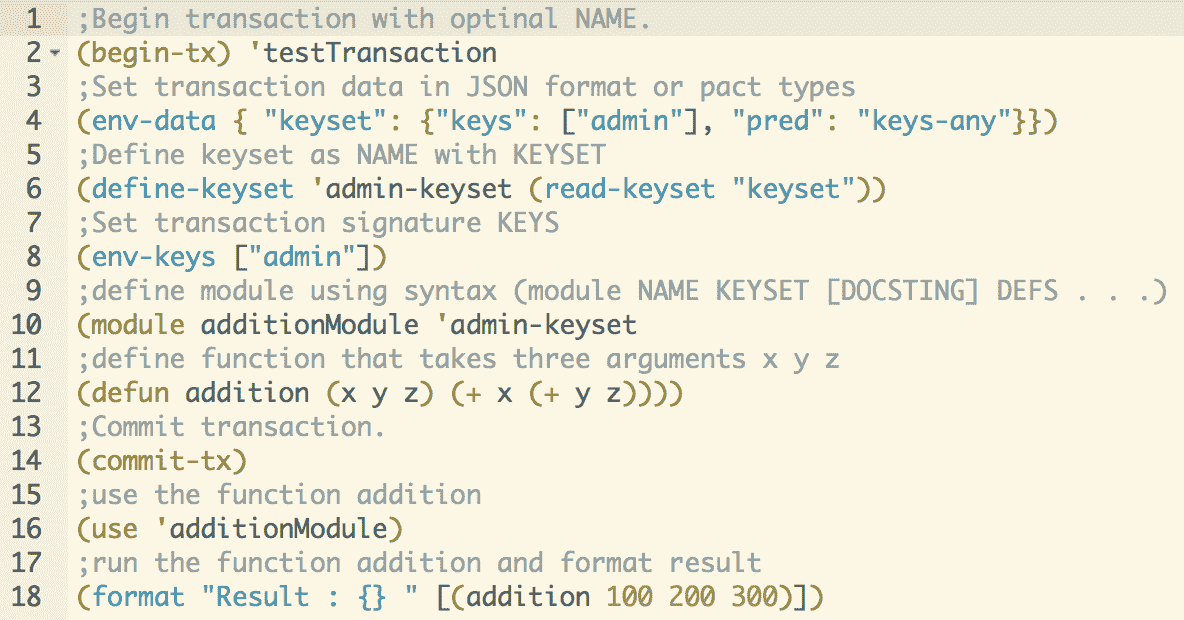 1 ;Begin transaction with optinal NAME.
2 (begin-tx) 'testTransaction
3 ;Set transaction data in JSON format or pact types
4 (env-data { "keyset": {"keys": ["admin"], "pred": "keys-any"}})
5 ;Define keyset as NAME with KEYSET
6 (define-keyset 'admin-keyset (read-keyset "keyset"))
7 ;Set transaction signature KEYS
8 (env-keys ["admin"])
9 ;define module using syntax (module NAME KEYSET [DOCSTING] DEFS . . .)
10 (module additionModule 'admin-keyset
11 ;define function that takes three arguments x y z
12 (defun addition (x y z) (+ x (+ y z))))
13 ;Commit transaction.
14 (commit-tx)
15 ;use the function addition
16 (use 'additionModule)
17 ;run the function addition and format result
18 (format "Result : {} " [(addition 100 200 300)])